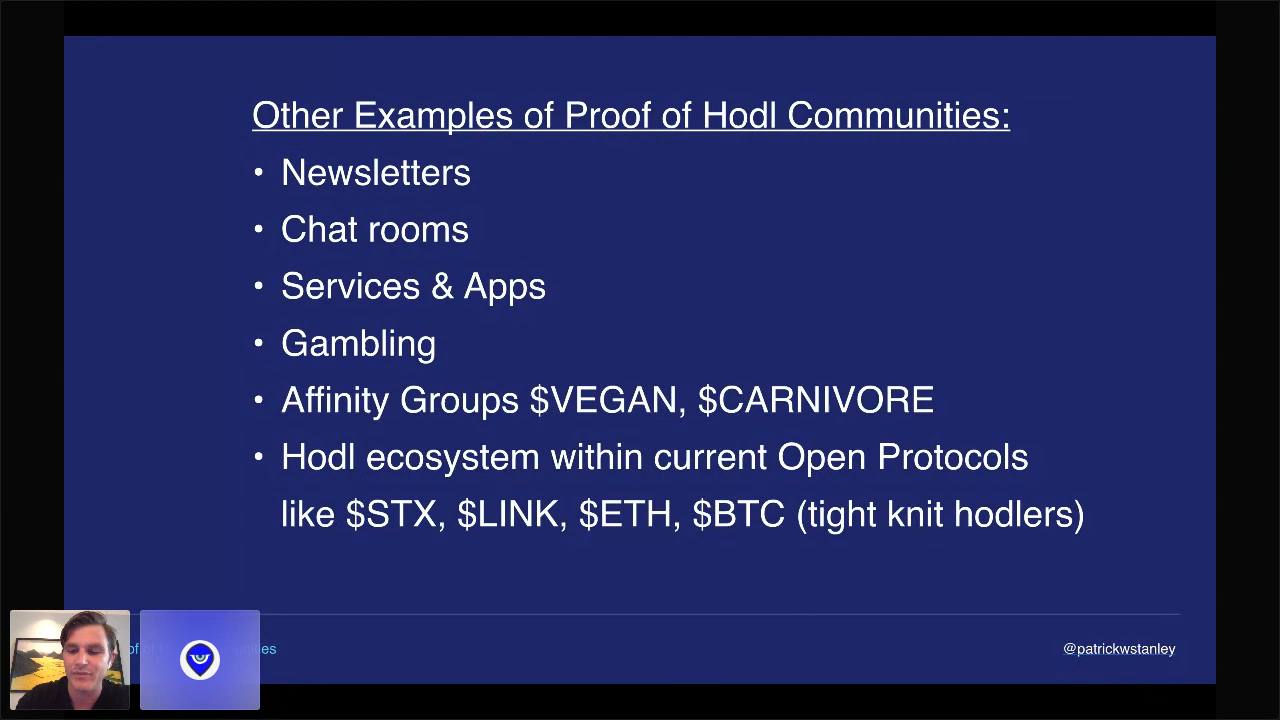 Other Examples of Proof of Hodl Communities:
• Newsletters
• Chat rooms
• Services & Apps
• Gambling
• Affinity Groups $VEGAN, $CARNIVORE
• Hodl ecosystem within current Open Protocols
like $STX, $LINK, $ETH, $BTC (tight knit hodlers)
@patrickwstanley